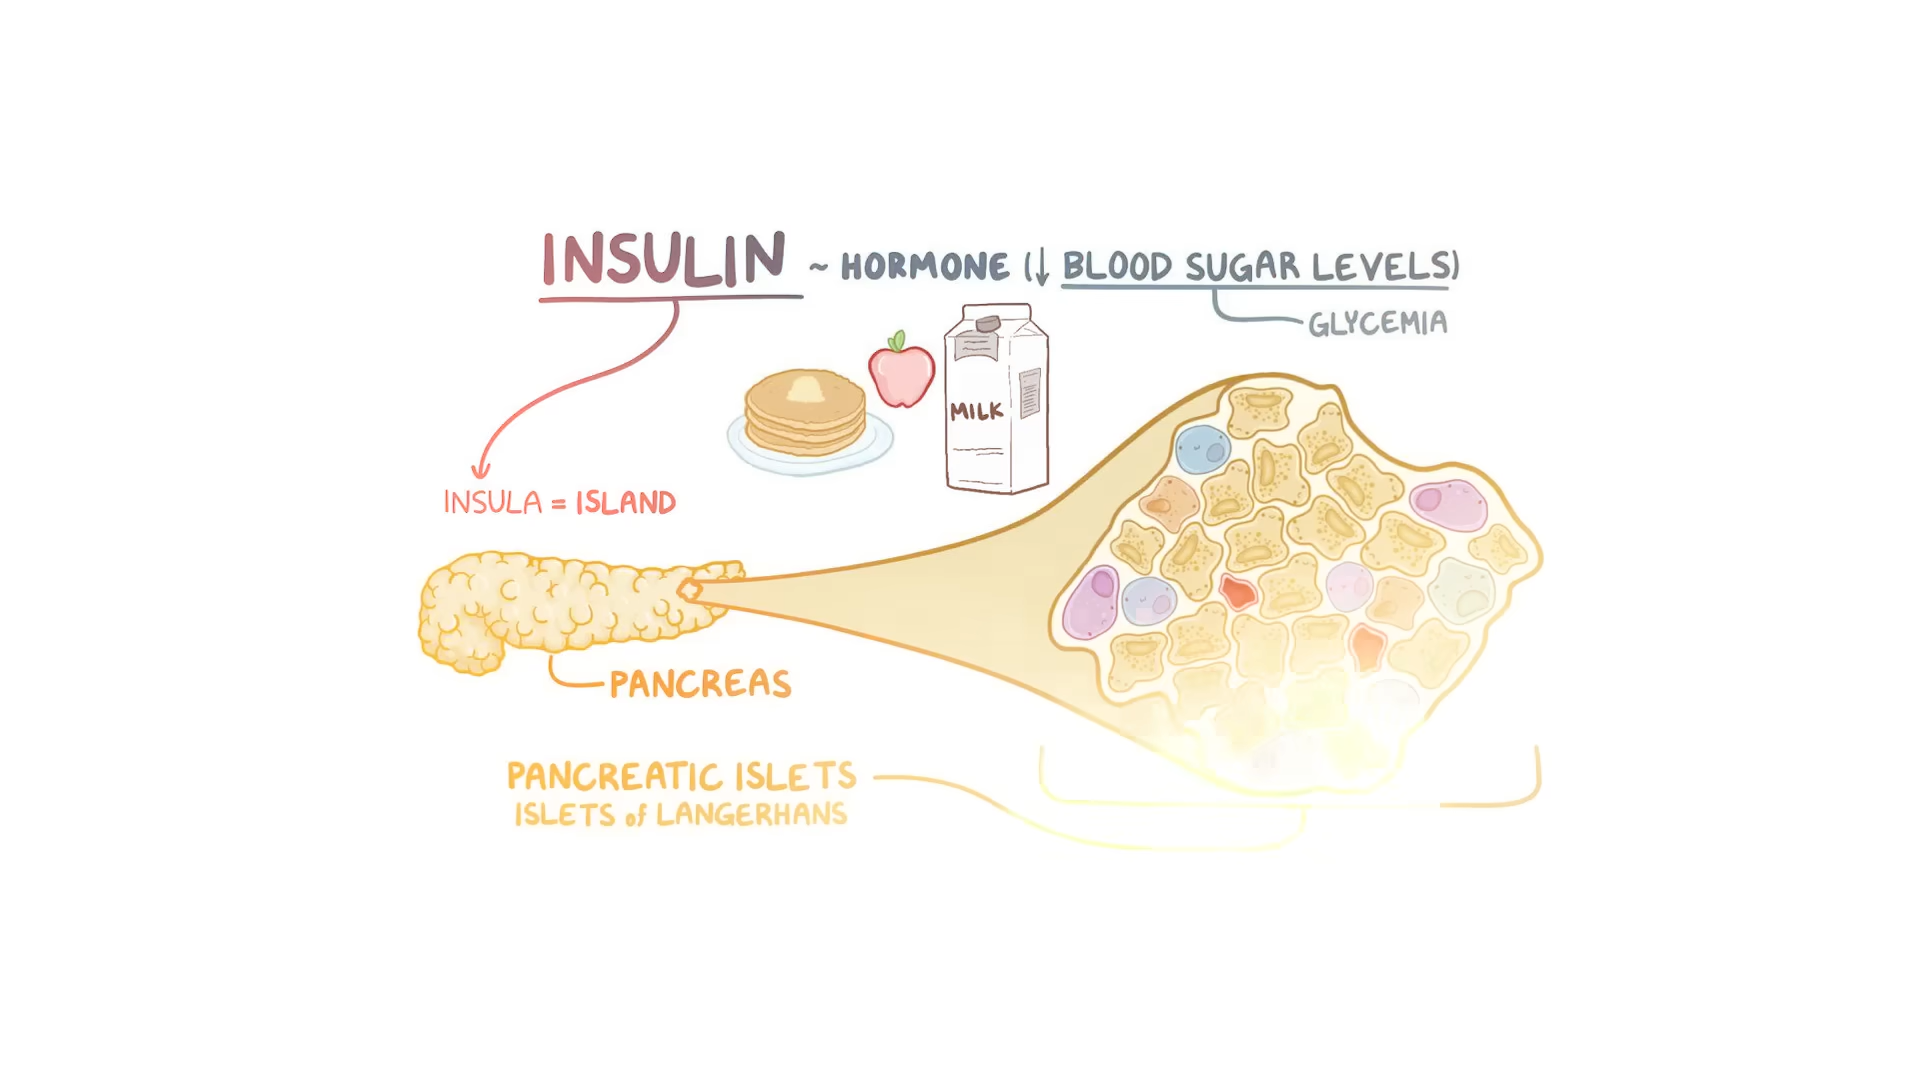 INSULIN ~ HORMONE (↓ BLOOD SUGAR LEVELS)
GLYCEMIA
MILK
INSULA = ISLAND
PANCREAS
PANCREATIC ISLETS
ISLETS of LANGERHANS